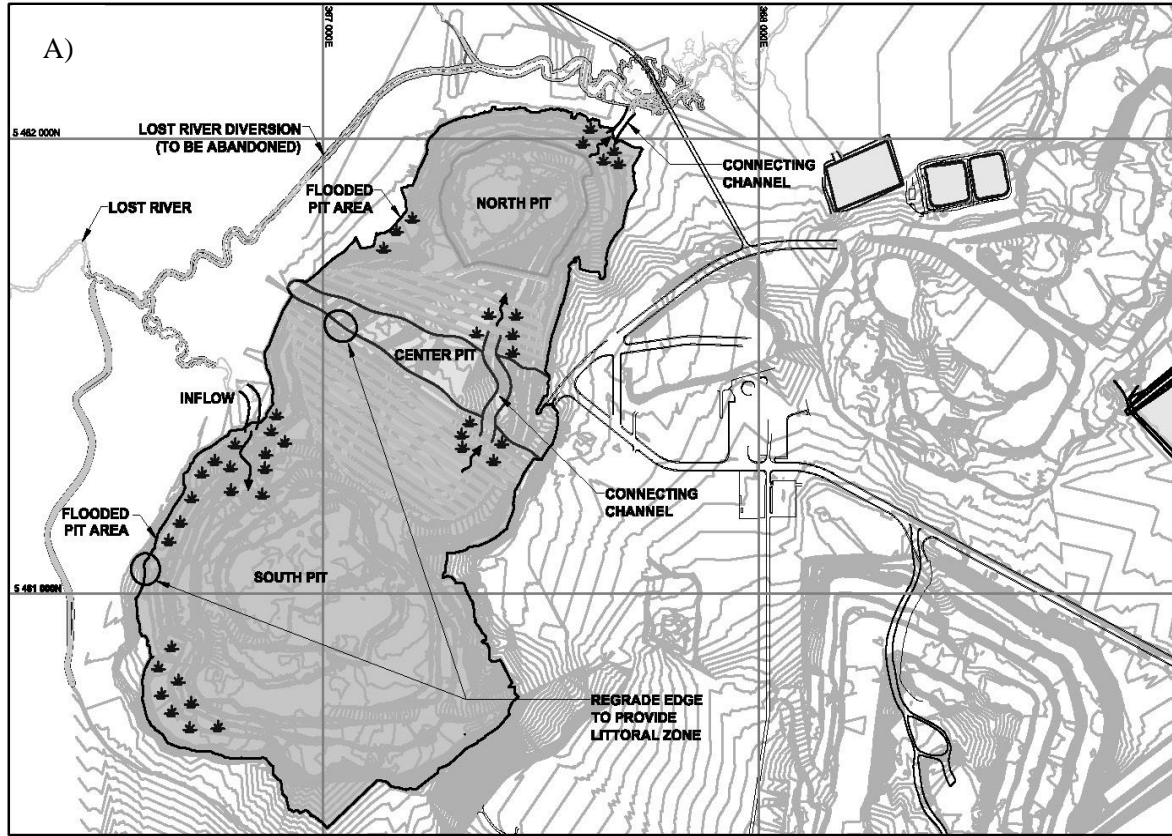 A)
367 000E
368 000E
5 462 000N
LOST RIVER DIVERSION
(TO BE ABANDONED)
CONNECTING
CHANNEL
FLOODED
PIT AREA
NORTH PIT
LOST RIVER
CENTER PIT
INFLOW
CONNECTING
CHANNEL
FLOODED
PIT AREA
SOUTH PIT
5 461 000N
REGRADE EDGE
TO PROVIDE
LITTORAL ZONE